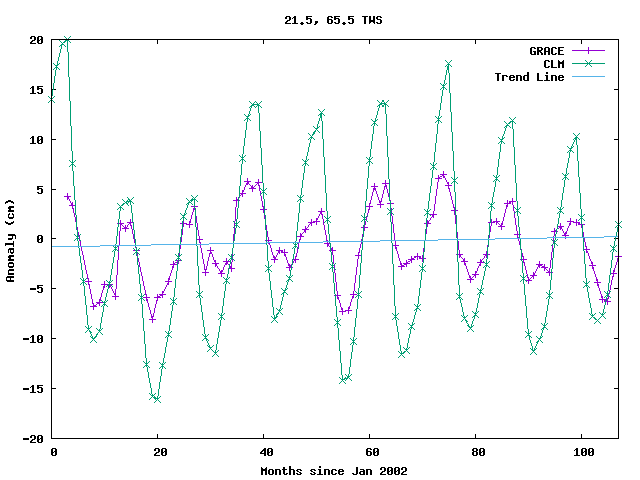 21.5, 65.5 TWS
GRACE
CLM
Trend Line
20
15
10
5
0
-5
-10
-15
-20
Anomaly (cm)
0 20 40 60 80 100
Months since Jan 2002